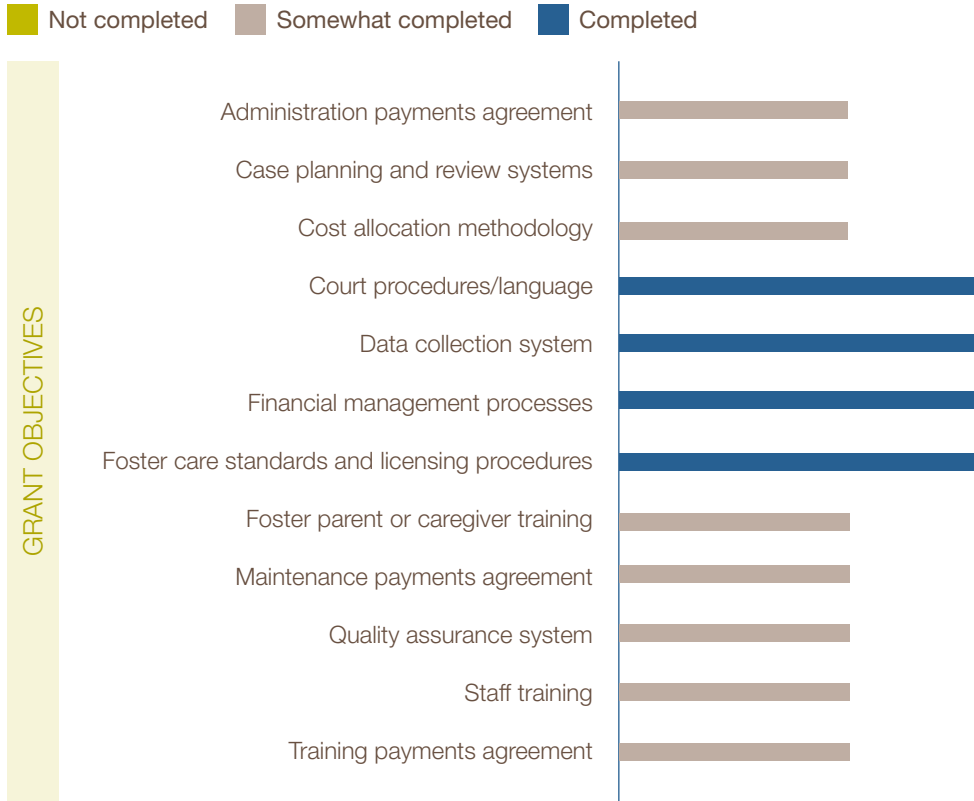 Not completed
Somewhat completed
Completed
GRANT OBJECTIVES
Administration payments agreement
Case planning and review systems
Cost allocation methodology
Court procedures/language
Data collection system
Financial management processes
Foster care standards and licensing procedures
Foster parent or caregiver training
Maintenance payments agreement
Quality assurance system
Staff training
Training payments agreement